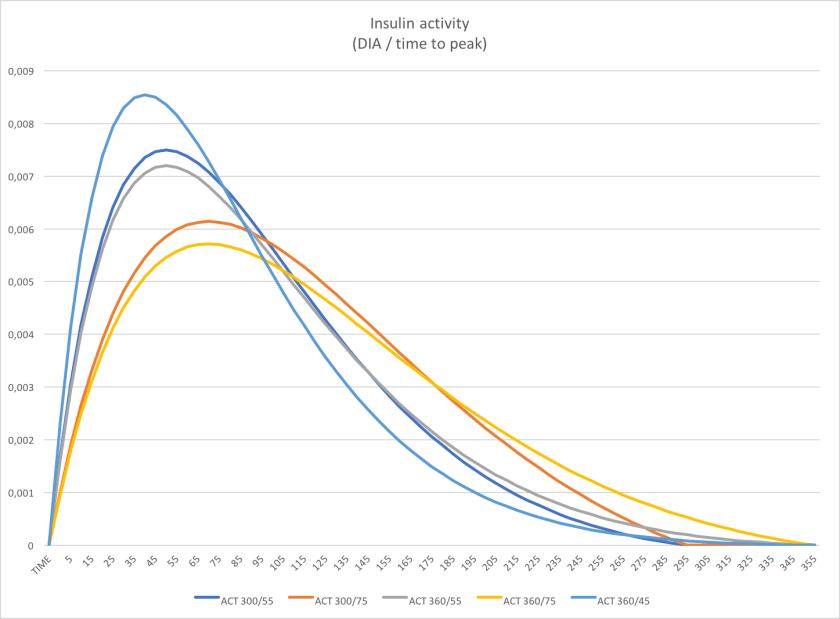 Insulin activity
(DIA / time to peak)
0,009
0,008
0,007
0,006
0,005
0,004
0,003
0,002
0,001
0
TIME 5 15 25 35 45 55 65 75 85 95 105 115 125 135 145 155 165 175 185 195 205 215 225 235 245 255 265 275 285 295 305 315 325 335 345 355
ACT 300/55 ACT 300/75 ACT 360/55 ACT 360/75 ACT 360/45